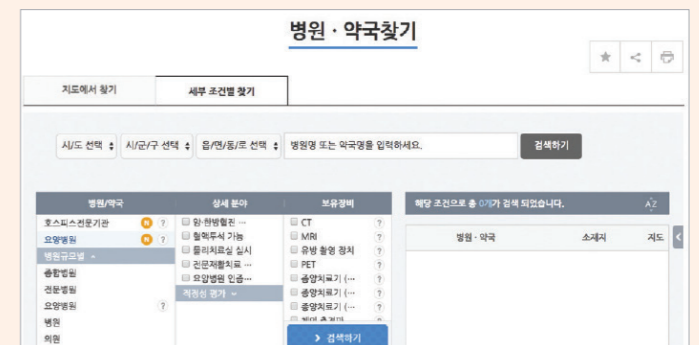 병원 · 약국찾기
지도에서 찾기
세부 조건별 찾기
시/도 선택
시/군/구 선택
읍/면/동/로 선택
병원명 또는 약국명을 입력하세요.
검색하기
병원/약국
상세 분야
보유장비
해당 조건으로 총 0개가 검색 되었습니다.
호스피스전문기관 N ?
양·한방협진 ···
CT ?
요양병원 N ?
혈액투석 가능
MRI ?
병원 · 약국
소재지
지도
병원규모별
물리치료실 실시
유방 촬영 장치 ?
종합병원
전문재활치료 ···
PET ?
전문병원
요양병원 인증···
종양치료기 (··· ?
요양병원 ?
적정성 평가
종양치료기 (··· ?
병원
종양치료기 (··· ?
의원
검색하기